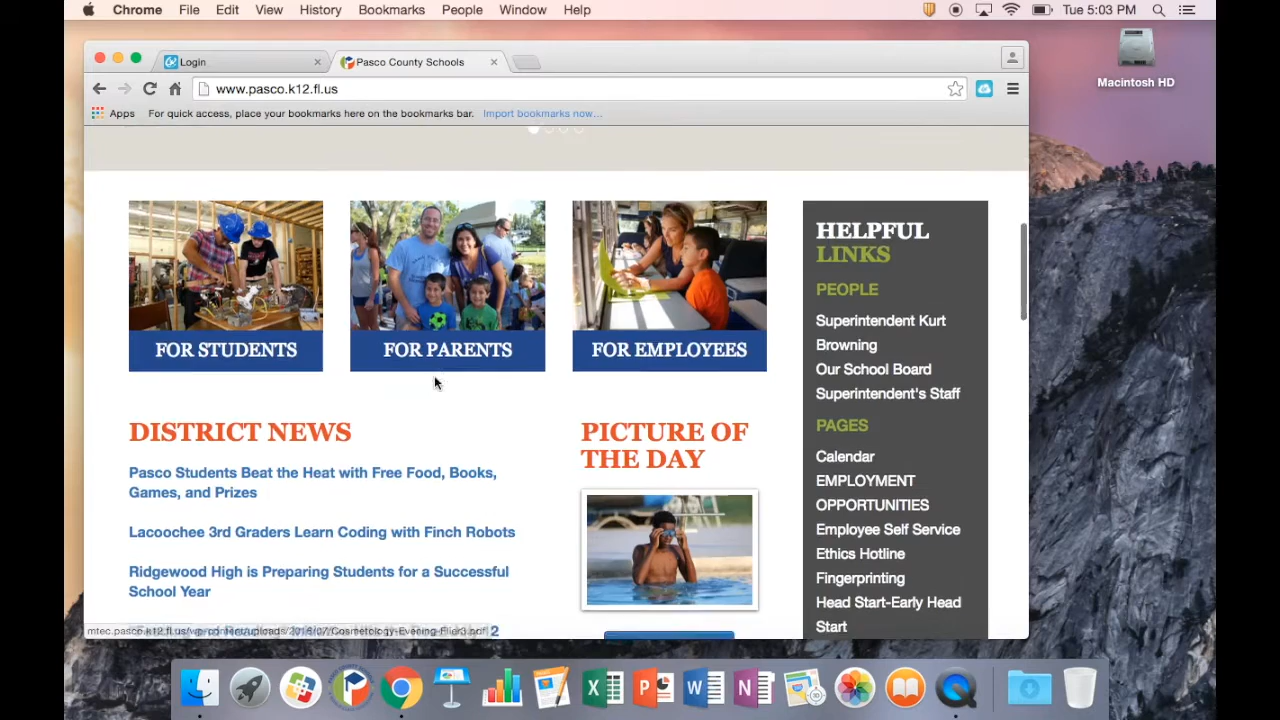 Chrome File Edit View History Bookmarks People Window Help Tue 5:03 PM
Login Pasco County Schools
www.pasco.k12.fl.us
Apps For quick access, place your bookmarks here on the bookmarks bar. Import bookmarks now...
Macintosh HD
FOR STUDENTS FOR PARENTS FOR EMPLOYEES
DISTRICT NEWS
Pasco Students Beat the Heat with Free Food, Books,
Games, and Prizes
Lacoochee 3rd Graders Learn Coding with Finch Robots
Ridgewood High is Preparing Students for a Successful
School Year
PICTURE OF
THE DAY
HELPFUL
LINKS
PEOPLE
Superintendent Kurt
Browning
Our School Board
Superintendent's Staff
PAGES
Calendar
EMPLOYMENT
OPPORTUNITIES
Employee Self Service
Ethics Hotline
Fingerprinting
Head Start-Early Head
Start